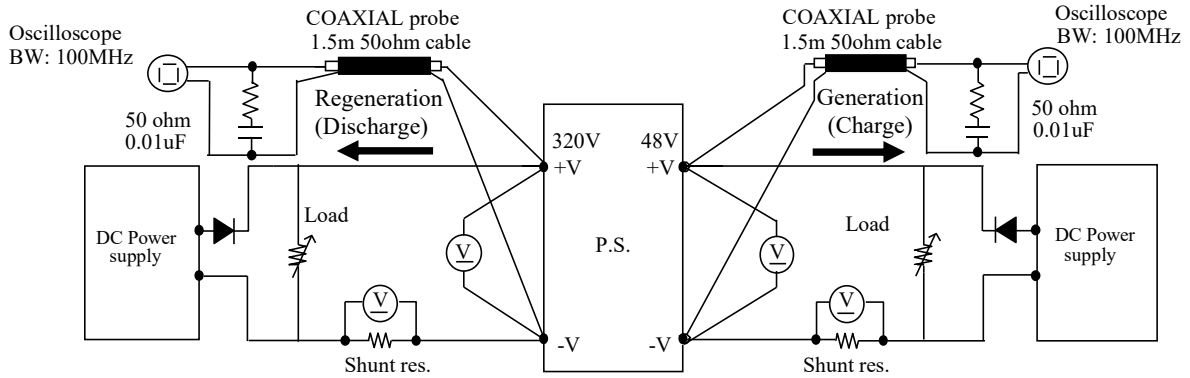 Oscilloscope
BW: 100MHz
COAXIAL probe
1.5m 50ohm cable
COAXIAL probe
1.5m 50ohm cable
Oscilloscope
BW: 100MHz
50 ohm
0.01uF
Regeneration
(Discharge)
Generation
(Charge)
50 ohm
0.01uF
320V
48V
+V
+V
DC Power
supply
Load
V
P.S.
V
Load
DC Power
supply
V
V
-V
-V
Shunt res.
Shunt res.